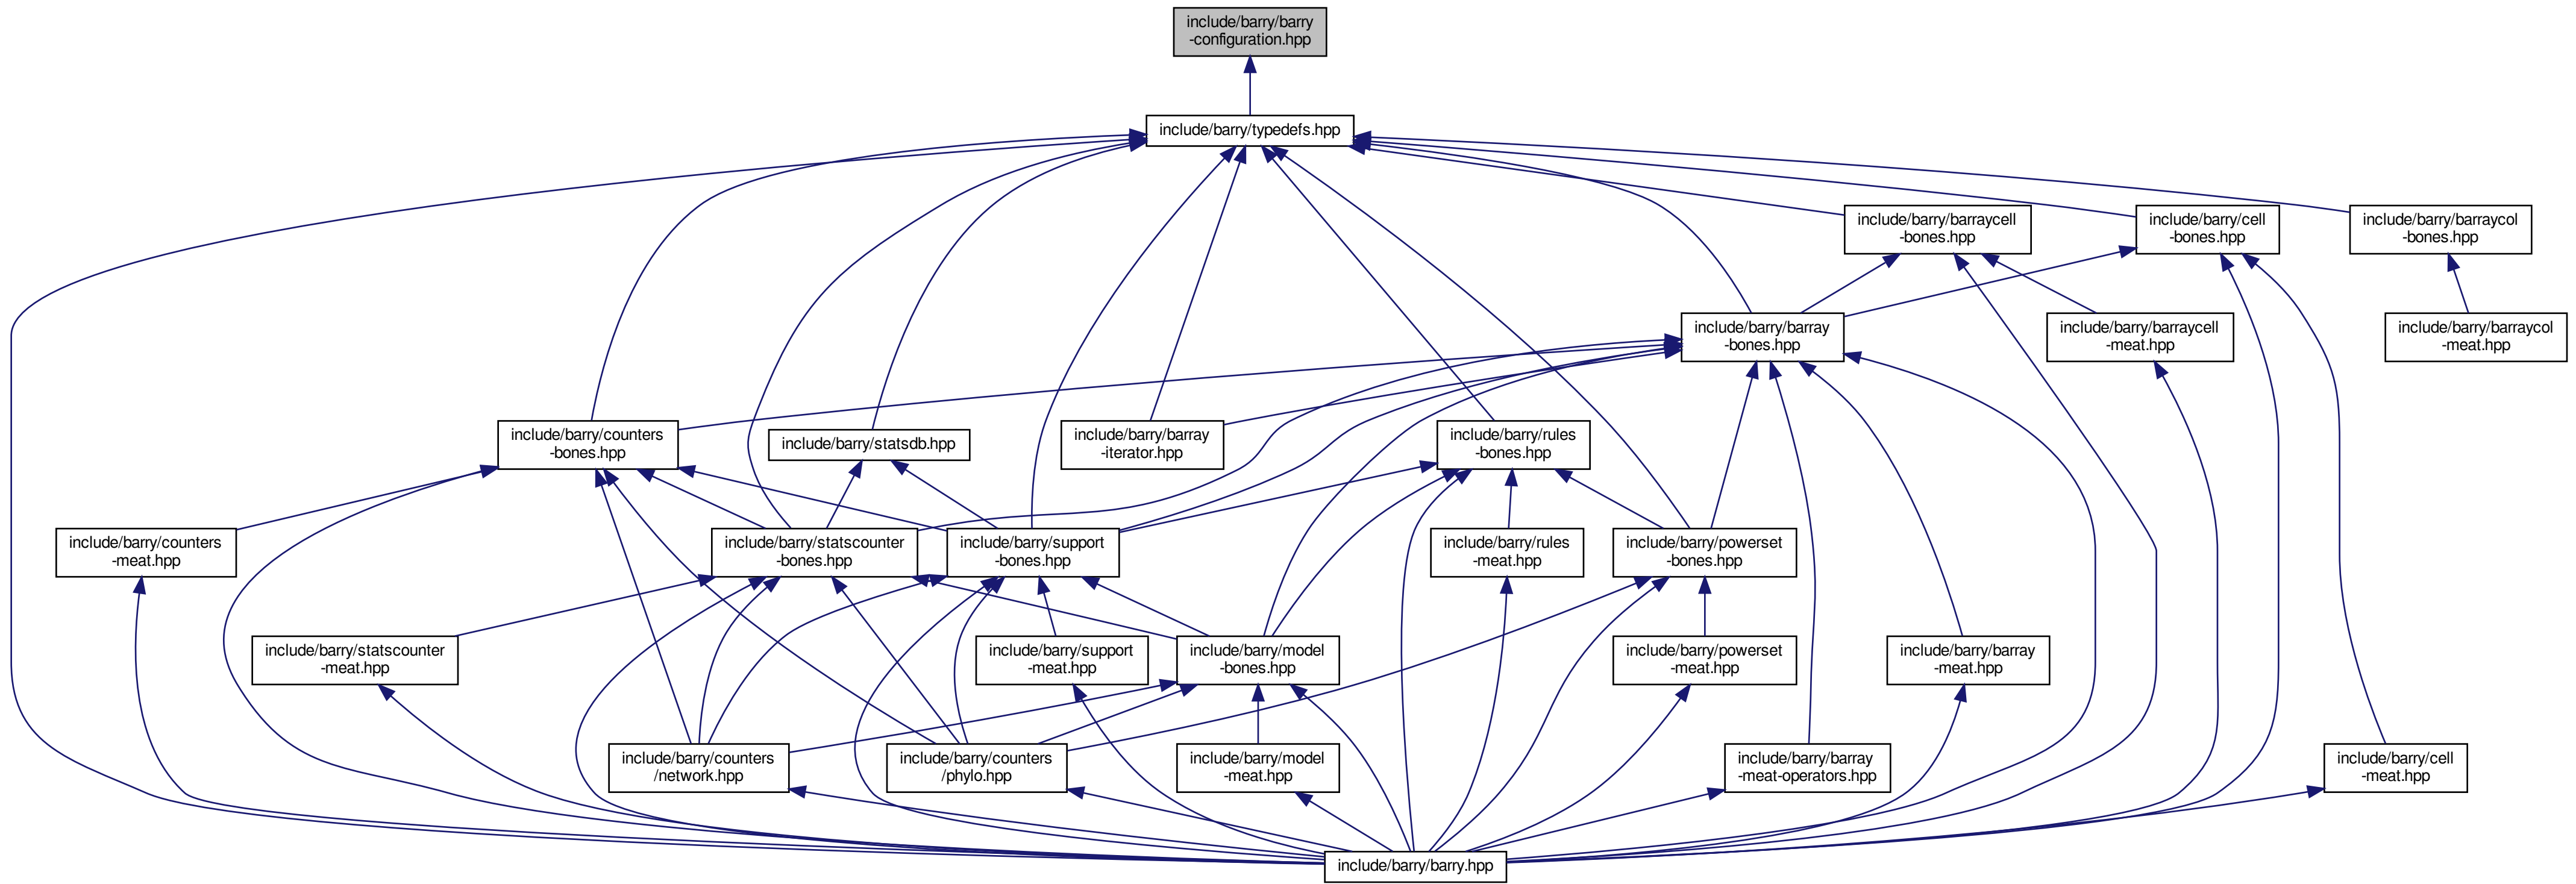 include/barry/barry
-configuration.hpp
include/barry/typedefs.hpp
include/barry/barraycell
-bones.hpp
include/barry/cell
-bones.hpp
include/barry/barraycol
-bones.hpp
include/barry/barray
-bones.hpp
include/barry/barraycell
-meat.hpp
include/barry/barraycol
-meat.hpp
include/barry/counters
-bones.hpp
include/barry/statsdb.hpp
include/barry/barray
-iterator.hpp
include/barry/rules
-bones.hpp
include/barry/counters
-meat.hpp
include/barry/statscounter
-bones.hpp
include/barry/support
-bones.hpp
include/barry/rules
-meat.hpp
include/barry/powerset
-bones.hpp
include/barry/statscounter
-meat.hpp
include/barry/support
-meat.hpp
include/barry/model
-bones.hpp
include/barry/powerset
-meat.hpp
include/barry/barray
-meat.hpp
include/barry/counters
/network.hpp
include/barry/counters
/phylo.hpp
include/barry/model
-meat.hpp
include/barry/barray
-meat-operators.hpp
include/barry/cell
-meat.hpp
include/barry/barry.hpp